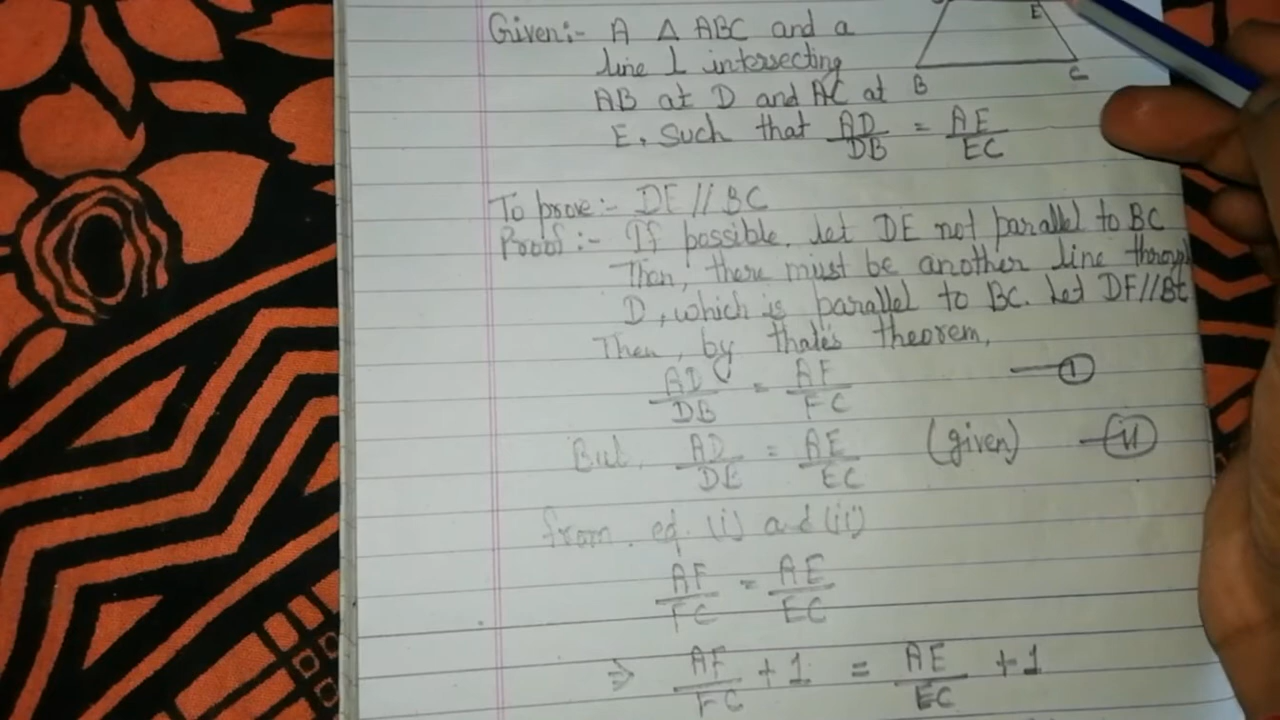 Given:- A Δ ABC and a
line L intersecting
AB at D and AC at
E, Such that AD/DB = AE/EC
E
B
C
To prove:- DE // BC
Proof:- If possible, let DE not parallel to BC
Then, there must be another line through
D, which is parallel to BC. Let DF//BC
Then, by thale's theorem,
AD/DB = AF/FC —(I)
But, AD/DE = AE/EC (given) —(II)
from eq. (i) and (ii)
AF/FC = AE/EC
⇒ AF/FC + 1 = AE/EC + 1